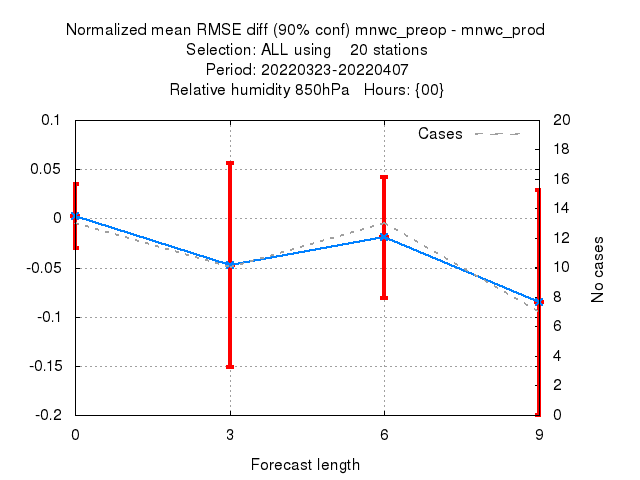 Normalized mean RMSE diff (90% conf) mnwc_preop - mnwc_prod
Selection: ALL using    20 stations
Period: 20220323-20220407
Relative humidity 850hPa   Hours: {00}
Cases
0.1
0.05
0
-0.05
-0.1
-0.15
-0.2
20
18
16
14
12
10
8
6
4
2
0
No cases
0 3 6 9
Forecast length